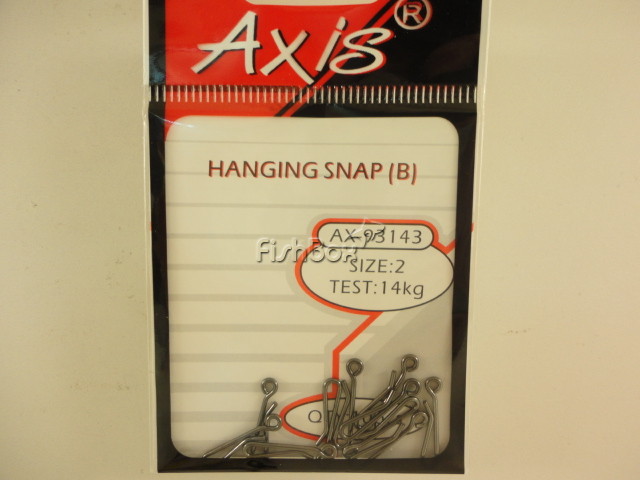 Axis®
HANGING SNAP (B)
AX-93143
FishBox
SIZE:2
TEST:14kg
Q